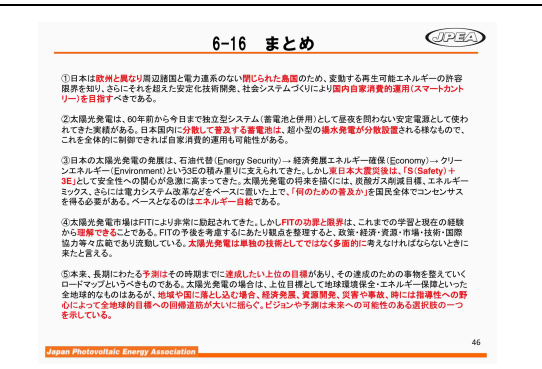 6-16 まとめ
JPEA
①日本は欧州と異なり周辺諸国と電力連系のない閉じられた島国のため、変動する再生可能エネルギーの許容
限界を知り、さらにそれを超えた安定化技術開発、社会システムづくりにより国内自家消費的運用(スマートカント
リー)を目指すべきである。
②太陽光発電は、60年前から今日まで独立型システム(蓄電池と併用)として昼夜を問わない安定電源として使わ
れてきた実績がある。日本国内に分散して普及する蓄電池は、超小型の揚水発電が分散設置される様なもので、
これを全体的に制御できれば自家消費的運用も可能性がある。
③日本の太陽光発電の発展は、石油代替(Energy Security)→ 経済発展エネルギー確保(Economy)→ クリー
ンエネルギー(Environment)という3Eの積み重りに支えられてきた。しかし東日本大震災後は、「S(Safety)+
3E」として安全性への関心が急激に高まってきた。太陽光発電の将来を描くには、炭酸ガス削減目標、エネルギー
ミックス、さらには電力システム改革などをベースに置いた上で、「何のための普及か」を国民全体でコンセンサス
を得る必要がある。ベースとなるのはエネルギー自給である。
④太陽光発電市場はFITにより非常に励起されてきた。しかしFITの功罪と限界は、これまでの学習と現在の経験
から理解できることである。FITの予後を考慮するにあたり観点を整理すると、政策・経済・資源・市場・技術・国際
協力等々広範であり流動している。太陽光発電は単独の技術としてではなく多面的に考えなければならないときに
来たと言える。
⑤本来、長期にわたる予測はその時期までに達成したい上位の目標があり、その達成のための事物を整えていく
ロードマップというべきものである。太陽光発電の場合は、上位目標として地球環境保全・エネルギー保障といった
全地球的なものはあるが、地域や国に落とし込む場合、経済発展、資源開発、災害や事故、時には指導性への野
心によって全地球的目標への回帰道筋が大いに揺らぐ。ビジョンや予測は未来への可能性のある選択肢の一つ
を示している。
46
Japan Photovoltaic Energy Association